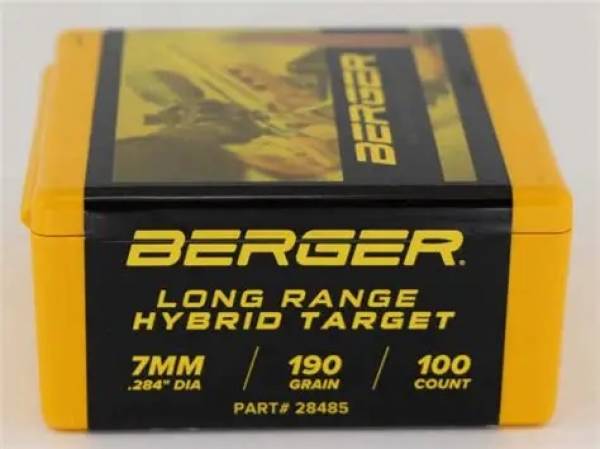 BERGER
BERGER®
LONG RANGE
HYBRID TARGET
7MM / 190 / 100
.284" DIA GRAIN COUNT
PART# 28485